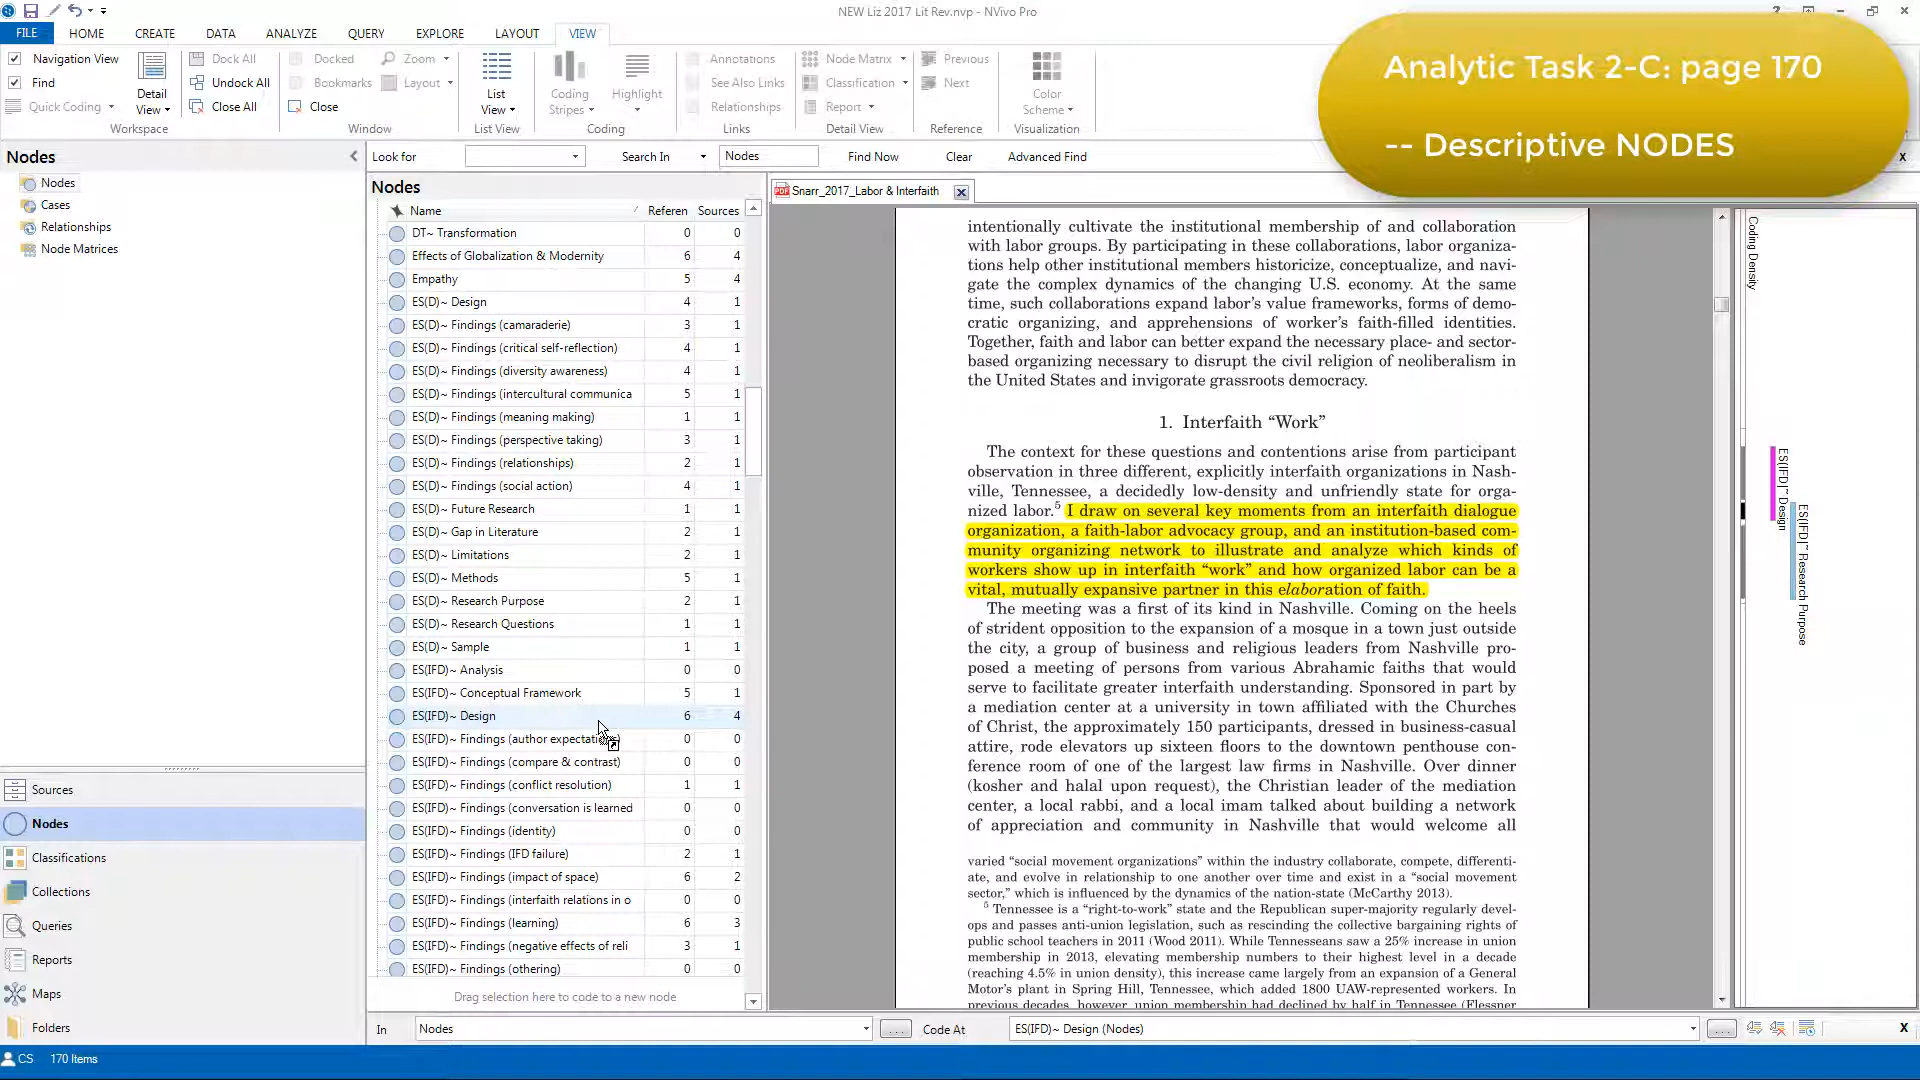 NEW Liz 2017 Lit Rev.nvp - NVivo Pro
FILE HOME CREATE DATA ANALYZE QUERY EXPLORE LAYOUT VIEW
Analytic Task 2-C: page 170
-- Descriptive NODES
Navigation View
Find
Quick Coding
Workspace
Detail
View
Dock All
Undock All
Close All
Docked
Bookmarks
Close
Zoom
Layout
Window
List
View
List View
Coding
Stripes
Highlight
Coding
Annotations
See Also Links
Relationships
Links
Node Matrix
Classification
Report
Detail View
Previous
Next
Reference
Color
Scheme
Visualization
Look for Search In Nodes Find Now Clear Advanced Find X
Nodes
Nodes
Cases
Relationships
Node Matrices
Sources
Nodes
Classifications
Collections
Queries
Reports
Maps
Folders
Nodes
Name Referen Sources
DT~ Transformation 0 0
Effects of Globalization & Modernity 6 4
Empathy 5 4
ES(D)~ Design 4 1
ES(D)~ Findings (camaraderie) 3 1
ES(D)~ Findings (critical self-reflection) 4 1
ES(D)~ Findings (diversity awareness) 4 1
ES(D)~ Findings (intercultural communica 5 1
ES(D)~ Findings (meaning making) 1 1
ES(D)~ Findings (perspective taking) 3 1
ES(D)~ Findings (relationships) 2 1
ES(D)~ Findings (social action) 4 1
ES(D)~ Future Research 1 1
ES(D)~ Gap in Literature 2 1
ES(D)~ Limitations 2 1
ES(D)~ Methods 5 1
ES(D)~ Research Purpose 2 1
ES(D)~ Research Questions 1 1
ES(D)~ Sample 1 1
ES(IFD)~ Analysis 0 0
ES(IFD)~ Conceptual Framework 5 1
ES(IFD)~ Design 6 4
ES(IFD)~ Findings (author expectati 0 0
ES(IFD)~ Findings (compare & contrast) 0 0
ES(IFD)~ Findings (conflict resolution) 1 1
ES(IFD)~ Findings (conversation is learned 0 0
ES(IFD)~ Findings (identity) 0 0
ES(IFD)~ Findings (IFD failure) 2 1
ES(IFD)~ Findings (impact of space) 6 2
ES(IFD)~ Findings (interfaith relations in o 0 0
ES(IFD)~ Findings (learning) 6 3
ES(IFD)~ Findings (negative effects of reli 3 1
ES(IFD)~ Findings (othering) 0 0
Drag selection here to code to a new node
Snarr_2017_Labor & Interfaith
intentionally cultivate the institutional membership of and collaboration
with labor groups. By participating in these collaborations, labor organiza-
tions help other institutional members historicize, conceptualize, and navi-
gate the complex dynamics of the changing U.S. economy. At the same
time, such collaborations expand labor's value frameworks, forms of demo-
cratic organizing, and apprehensions of worker's faith-filled identities.
Together, faith and labor can better expand the necessary place- and sector-
based organizing necessary to disrupt the civil religion of neoliberalism in
the United States and invigorate grassroots democracy.
1. Interfaith “Work”
The context for these questions and contentions arise from participant
observation in three different, explicitly interfaith organizations in Nash-
ville, Tennessee, a decidedly low-density and unfriendly state for orga-
nized labor.5 I draw on several key moments from an interfaith dialogue
organization, a faith-labor advocacy group, and an institution-based com-
munity organizing network to illustrate and analyze which kinds of
workers show up in interfaith “work” and how organized labor can be a
vital, mutually expansive partner in this elaboration of faith.
The meeting was a first of its kind in Nashville. Coming on the heels
of strident opposition to the expansion of a mosque in a town just outside
the city, a group of business and religious leaders from Nashville pro-
posed a meeting of persons from various Abrahamic faiths that would
serve to facilitate greater interfaith understanding. Sponsored in part by
a mediation center at a university in town affiliated with the Churches
of Christ, the approximately 150 participants, dressed in business-casual
attire, rode elevators up sixteen floors to the downtown penthouse con-
ference room of one of the largest law firms in Nashville. Over dinner
(kosher and halal upon request), the Christian leader of the mediation
center, a local rabbi, and a local imam talked about building a network
of appreciation and community in Nashville that would welcome all
varied “social movement organizations” within the industry collaborate, compete, differenti-
ate, and evolve in relationship to one another over time and exist in a “social movement
sector,” which is influenced by the dynamics of the nation-state (McCarthy 2013).
5 Tennessee is a “right-to-work” state and the Republican super-majority regularly devel-
ops and passes anti-union legislation, such as rescinding the collective bargaining rights of
public school teachers in 2011 (Wood 2011). While Tennesseans saw a 25% increase in union
membership in 2013, elevating membership numbers to their highest level in a decade
(reaching 4.5% in union density), this increase came largely from an expansion of a General
Motor's plant in Spring Hill, Tennessee, which added 1800 UAW-represented workers. In
previous decades, however, union membership had declined by half in Tennessee (Flessner
Coding Density
ES(IFD)~ Design
ES(IFD)~ Research Purpose
In Nodes ... Code At ES(IFD)~ Design (Nodes) ... X
CS 170 Items